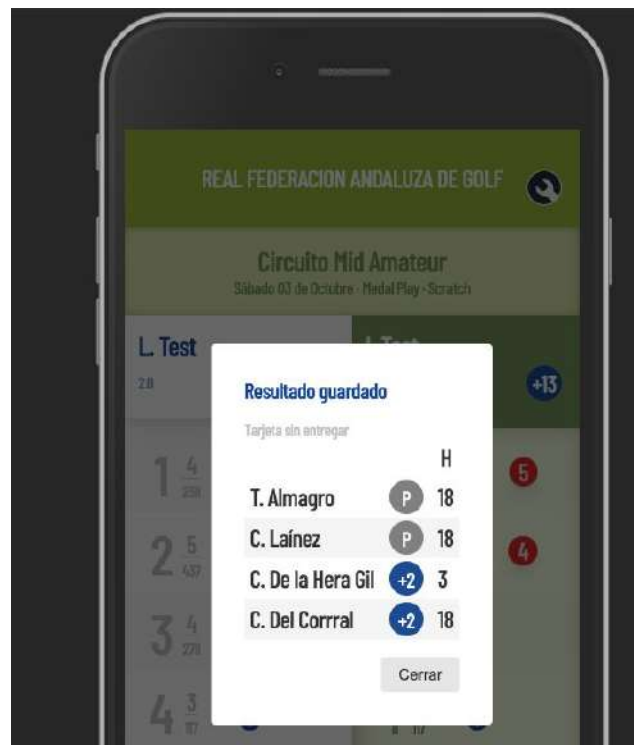 REAL FEDERACION ANDALUZA DE GOLF
Circuito Mid Amateur
Sábado 03 de Octubre - Medal Play - Scratch
L. Test
2.0
+13
Resultado guardado
Tarjeta sin entregar
H
T. Almagro P 18
C. Laínez P 18
C. De la Hera Gil +2 3
C. Del Corrral +2 18
Cerrar
1 4
5
2 5
437
4
3 4
4 3
117